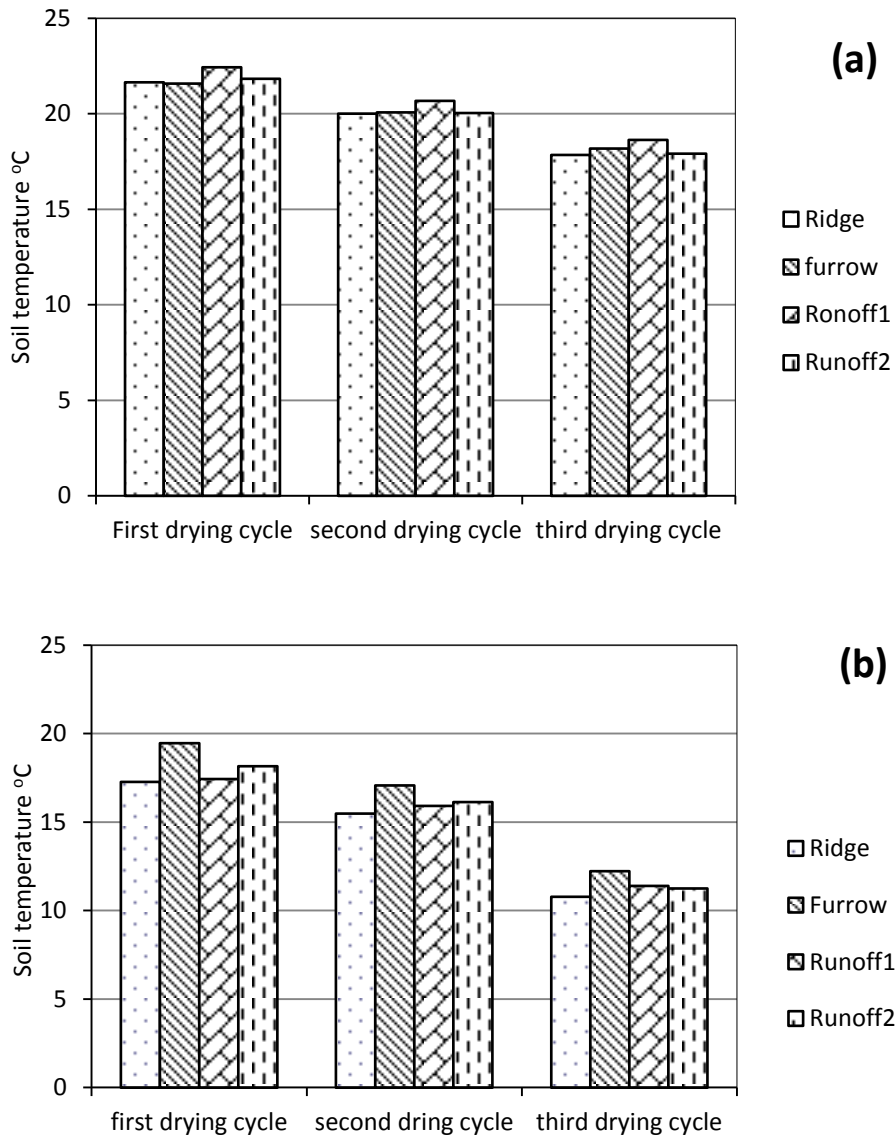 25
20
15
10
5
0
Soil temperature ºC
First drying cycle second drying cycle third drying cycle
(a)
Ridge
furrow
Ronoff1
Runoff2
25
20
15
10
5
0
Soil temperature ºC
first drying cycle second dring cycle third drying cycle
(b)
Ridge
Furrow
Runoff1
Runoff2